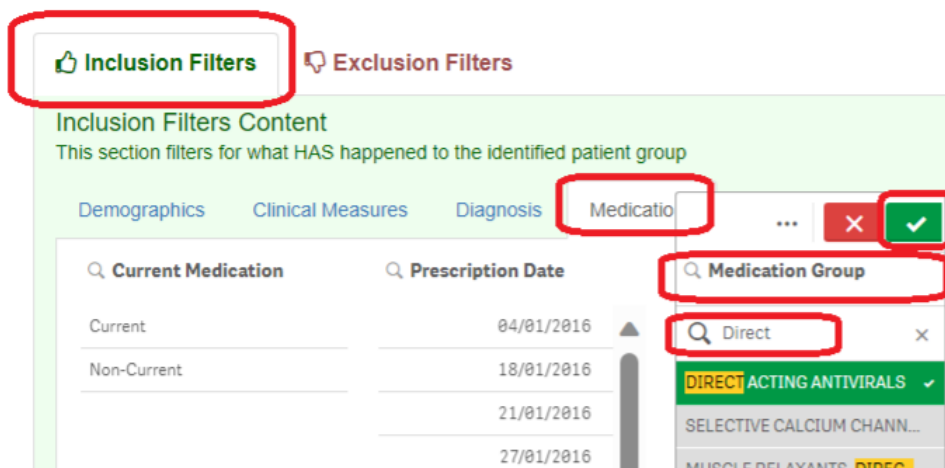 Inclusion Filters Exclusion Filters
Inclusion Filters Content
This section filters for what HAS happened to the identified patient group
Demographics Clinical Measures Diagnosis Medicatio
Current Medication Prescription Date Medication Group
Current 04/01/2016 Direct
Non-Current 18/01/2016 DIRECT ACTING ANTIVIRALS
21/01/2016 SELECTIVE CALCIUM CHANN...
27/01/2016 MUSCLE RELAXANTS, DIREC...